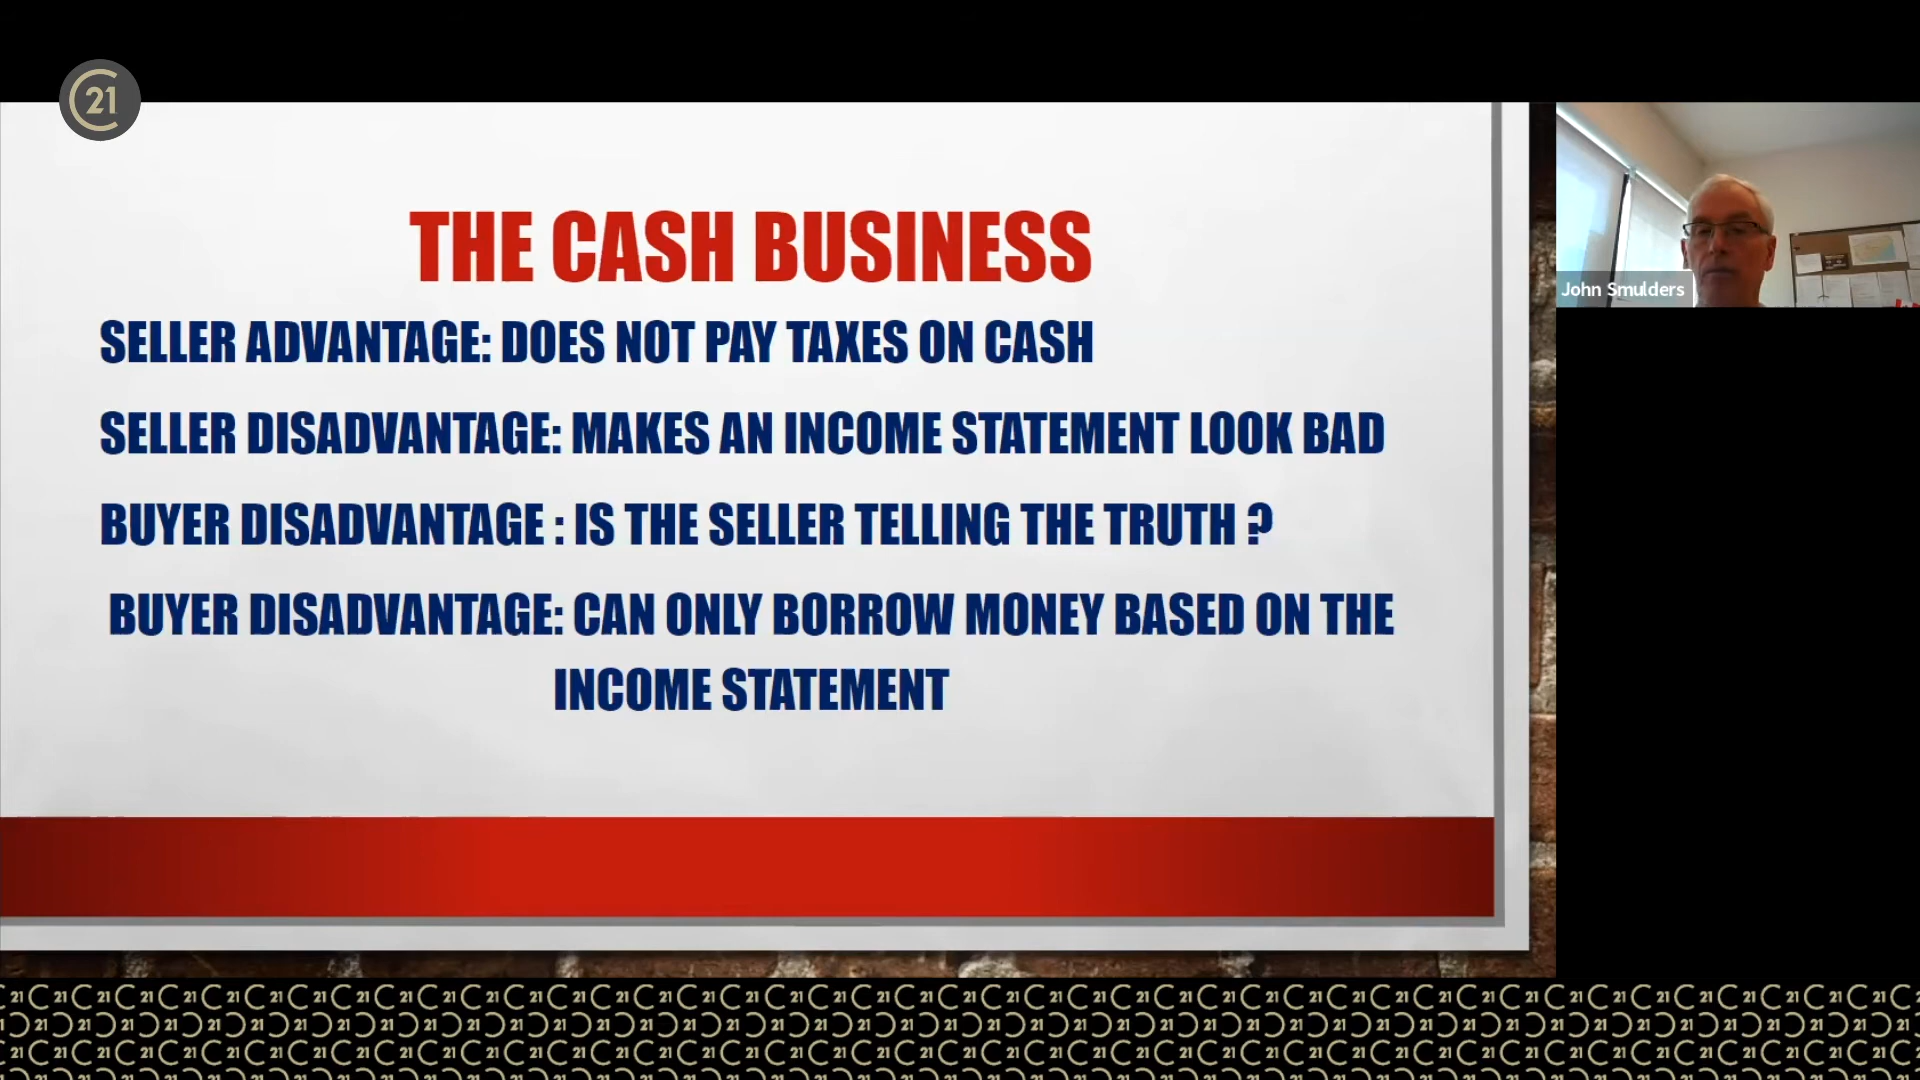 C21
THE CASH BUSINESS
SELLER ADVANTAGE: DOES NOT PAY TAXES ON CASH
SELLER DISADVANTAGE: MAKES AN INCOME STATEMENT LOOK BAD
BUYER DISADVANTAGE : IS THE SELLER TELLING THE TRUTH ?
BUYER DISADVANTAGE: CAN ONLY BORROW MONEY BASED ON THE
INCOME STATEMENT
John Smulders